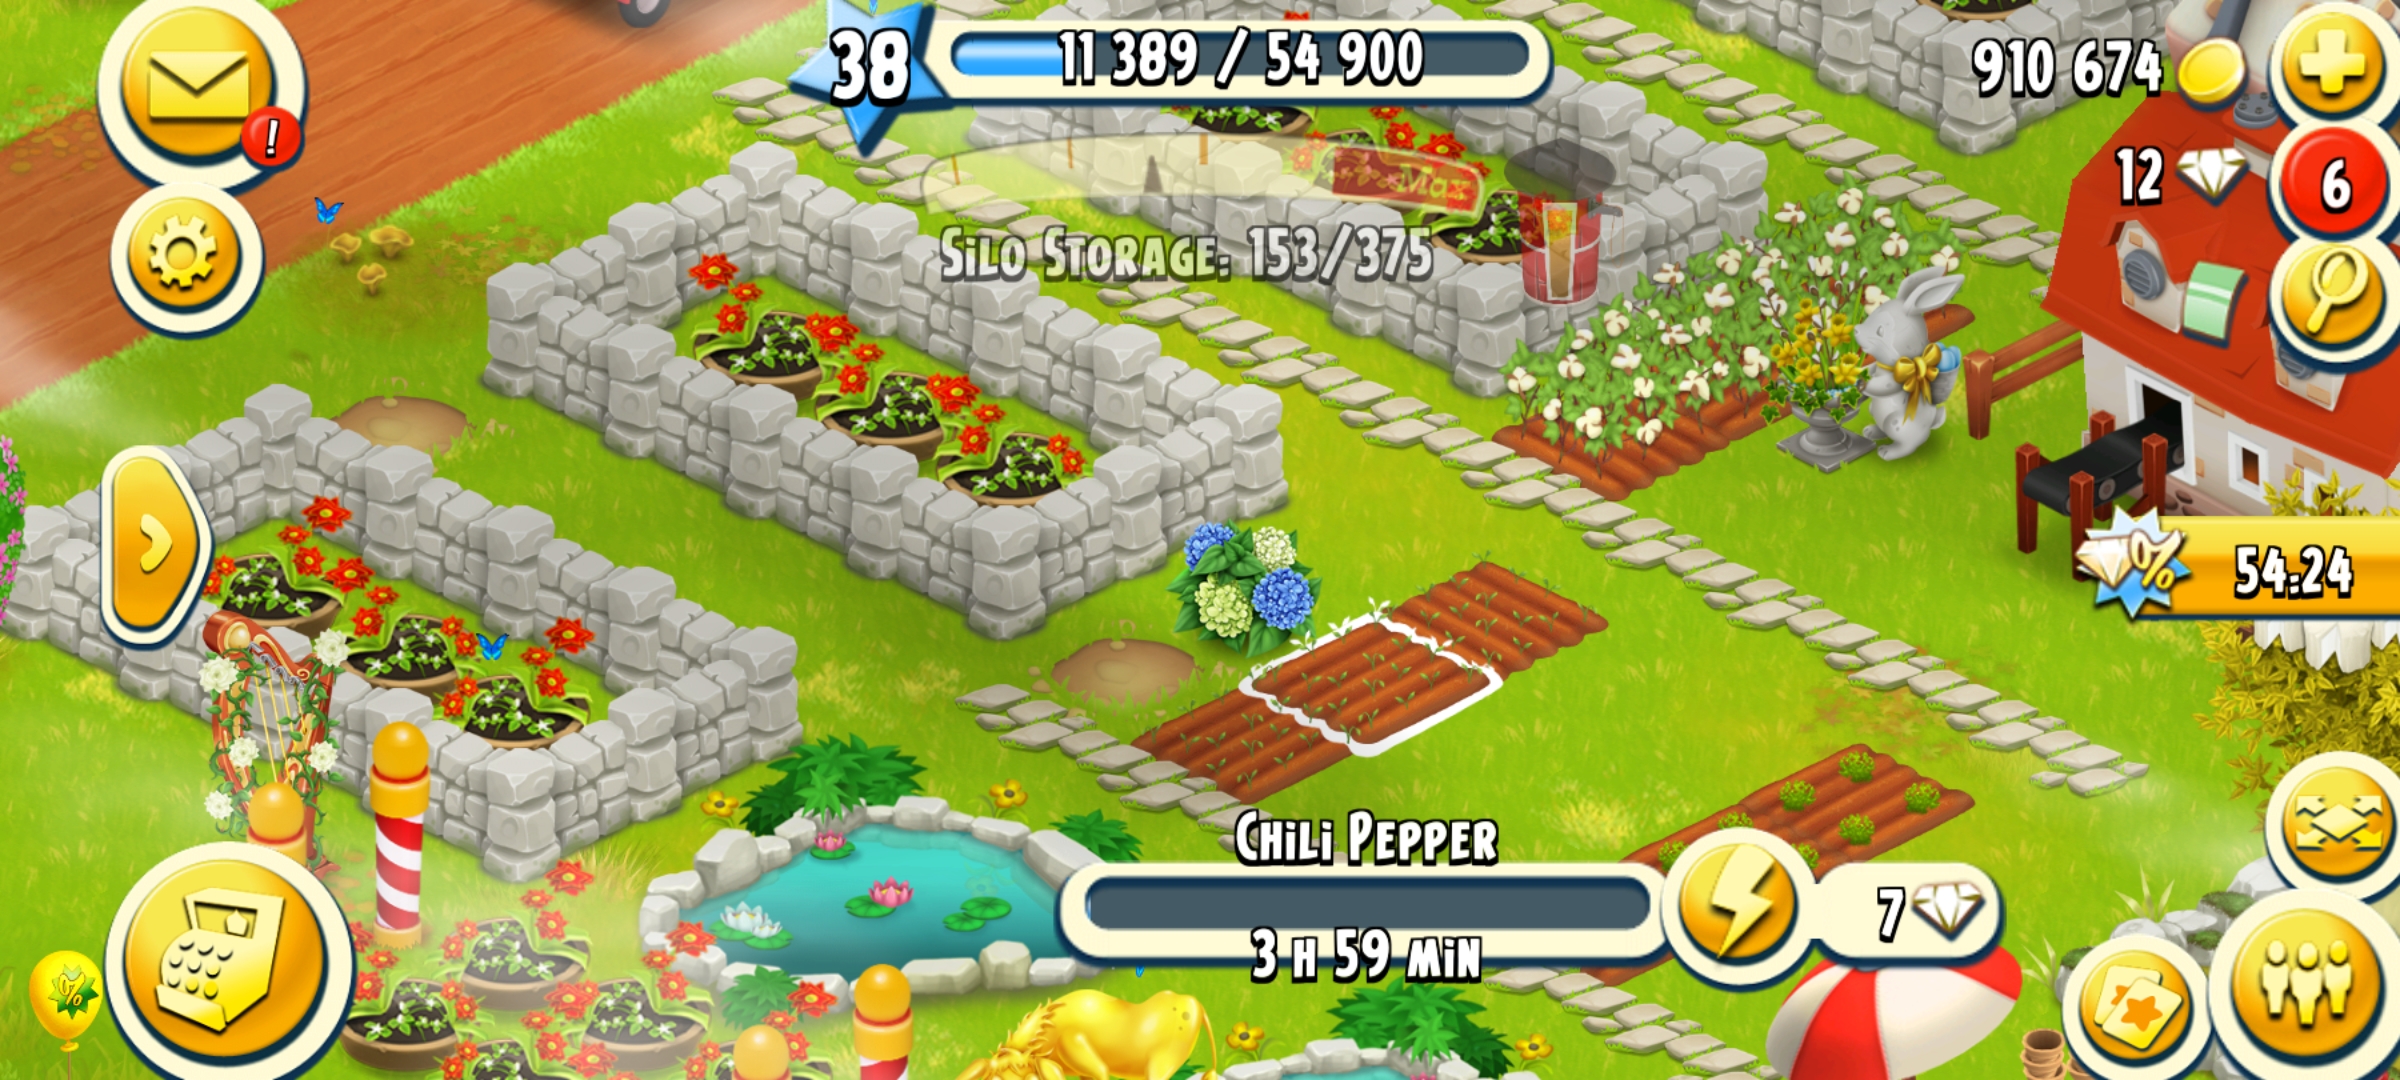 38
11 389 / 54 900
910 674
!
12
6
Max
Silo Storage: 153/375
%
54:24
Chili Pepper
7
3 h 59 min
%